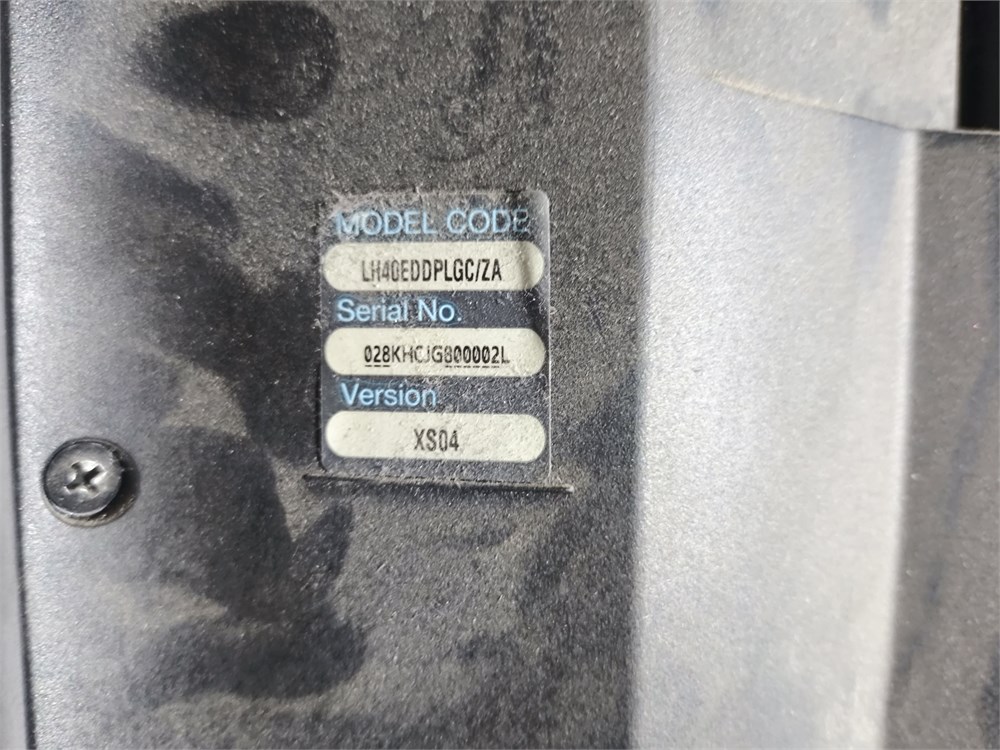 MODEL CODE
LH40EDDPLGC/ZA
Serial No.
028KHCJG800002L
Version
XS04